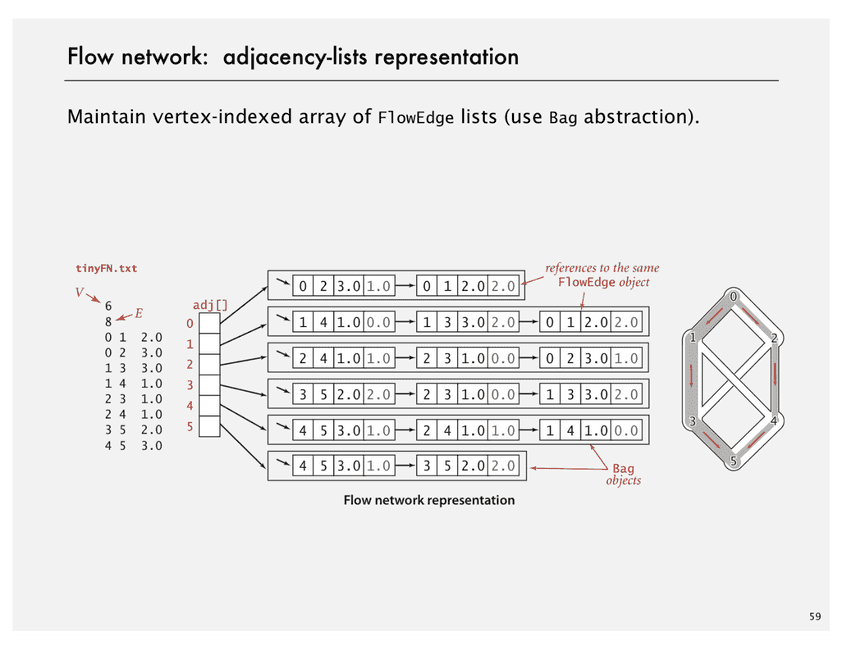 Flow network: adjacency-lists representation
Maintain vertex-indexed array of FlowEdge lists (use Bag abstraction).
tinyFN.txt
V
6
E
8
0 1 2.0
0 2 3.0
1 3 3.0
1 4 1.0
2 3 1.0
2 4 1.0
3 5 2.0
4 5 3.0
adj[]
0
1
2
3
4
5
0 2 3.0 1.0 0 1 2.0 2.0
1 4 1.0 0.0 1 3 3.0 2.0 0 1 2.0 2.0
2 4 1.0 1.0 2 3 1.0 0.0 0 2 3.0 1.0
3 5 2.0 2.0 2 3 1.0 0.0 1 3 3.0 2.0
4 5 3.0 1.0 2 4 1.0 1.0 1 4 1.0 0.0
4 5 3.0 1.0 3 5 2.0 2.0
references to the same
FlowEdge object
Bag
objects
0
1 2
3 4
5
Flow network representation
59